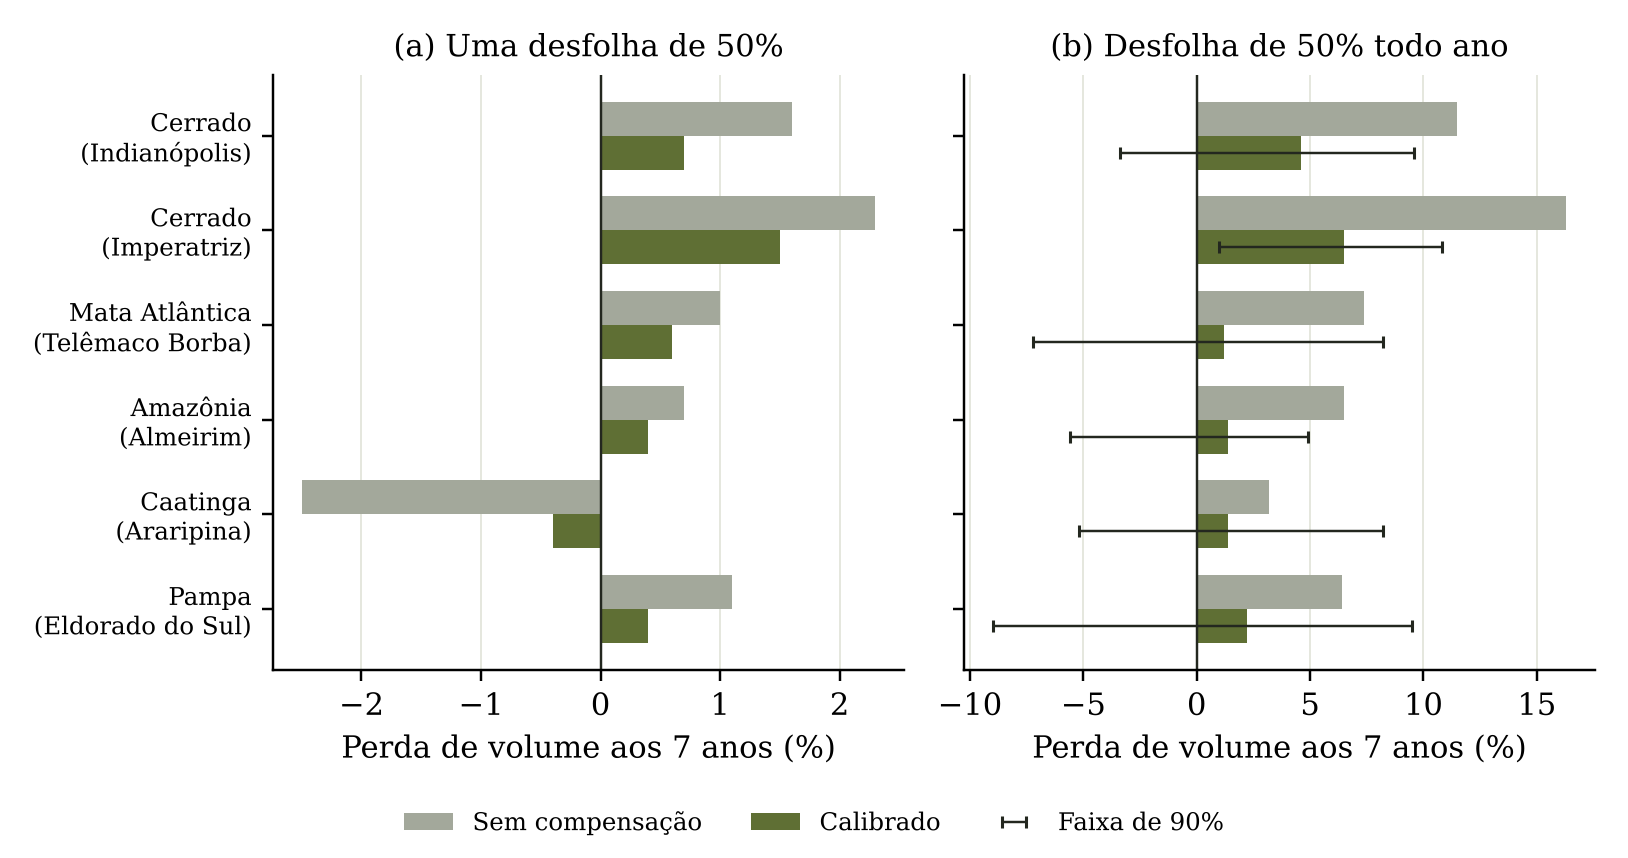 (a) Uma desfolha de 50%
(b) Desfolha de 50% todo ano
Cerrado
(Indianópolis)
Cerrado
(Imperatriz)
Mata Atlântica
(Telêmaco Borba)
Amazônia
(Almeirim)
Caatinga
(Araripina)
Pampa
(Eldorado do Sul)
−2 −1 0 1 2
−10 −5 0 5 10 15
Perda de volume aos 7 anos (%)
Perda de volume aos 7 anos (%)
Sem compensação Calibrado Faixa de 90%